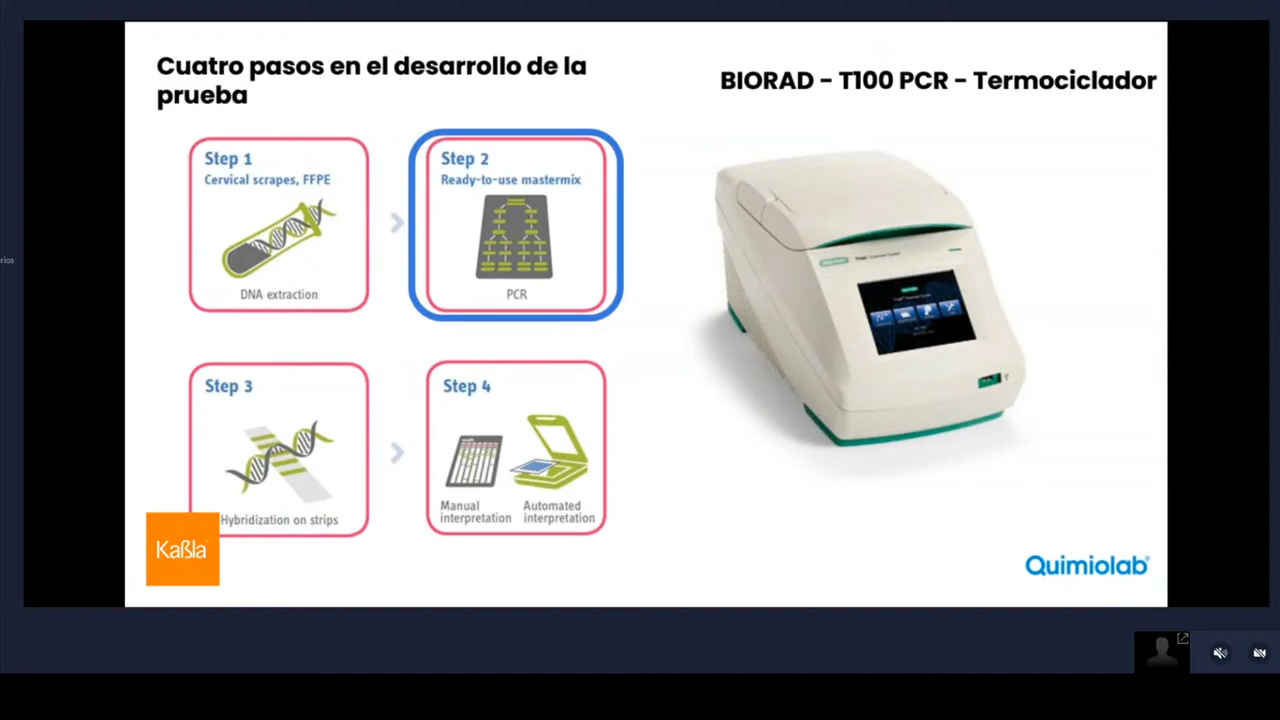 Cuatro pasos en el desarrollo de la
prueba
BIORAD - T100 PCR - Termociclador
Step 1
Cervical scrapes, FFPE
DNA extraction
Step 2
Ready-to-use mastermix
PCR
Step 3
Hybridization on strips
Step 4
Manual
interpretation
Automated
interpretation
Kaßla
Quimiolab
rios